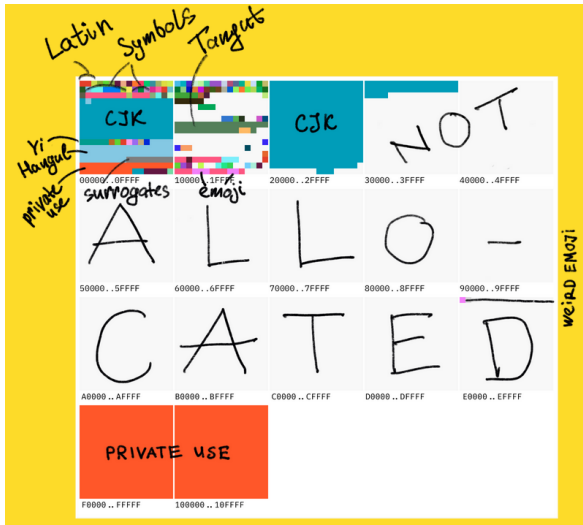 Latin
Symbols
Tangut
CJK
CJK
NOT
Yi
Hangul
private
use
surrogates
emoji
00000..0FFFF
10000..1FFFF
20000..2FFFF
30000..3FFFF
40000..4FFFF
ALLO-
50000..5FFFF
60000..6FFFF
70000..7FFFF
80000..8FFFF
90000..9FFFF
WEIRD EMOJI
CATED
A0000..AFFFF
B0000..BFFFF
C0000..CFFFF
D0000..DFFFF
E0000..EFFFF
PRIVATE USE
F0000..FFFFF
100000..10FFFF